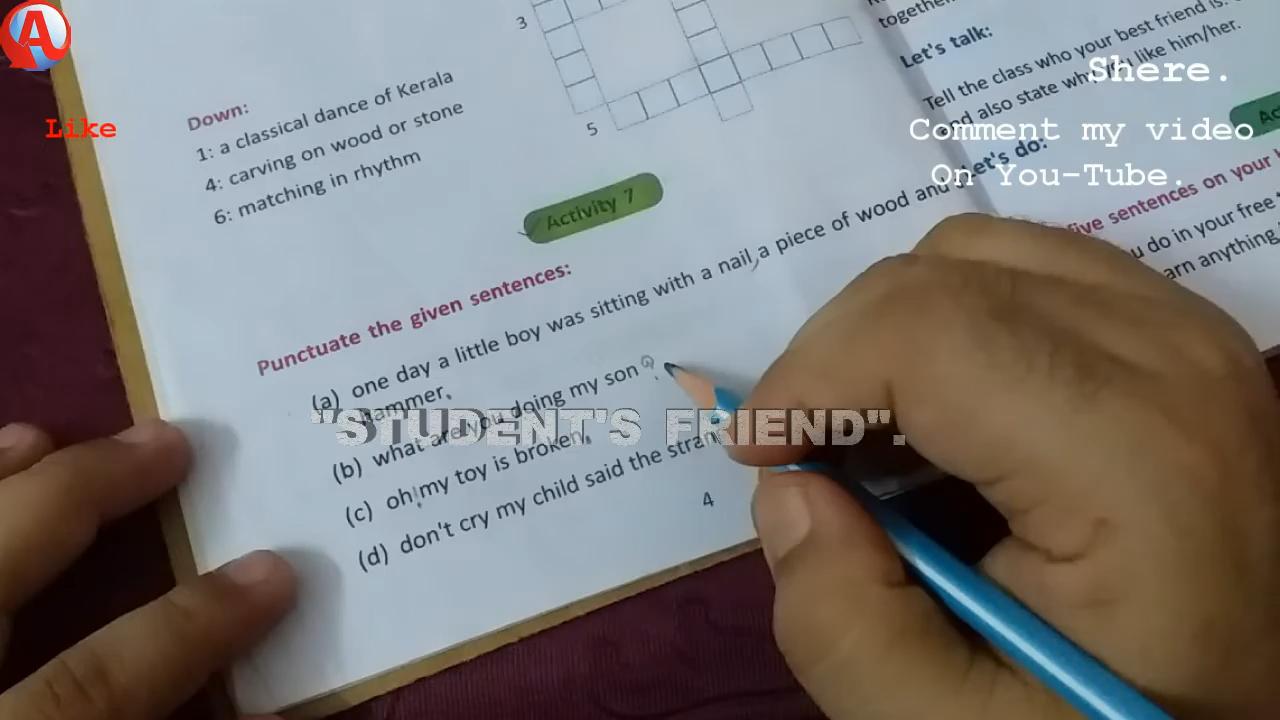 A
Like
3
5
Down:
1: a classical dance of Kerala
4: carving on wood or stone
6: matching in rhythm
Activity 7
Punctuate the given sentences:
(a) one day a little boy was sitting with a nail, a piece of wood and
hammer.
(b) what are you doing my son?
(c) oh! my toy is broken.
(d) don't cry my child said the
4
"STUDENT'S FRIEND".
Let's talk:
Tell the class who your best friend is.
and also state why you like him/her.
Let's do:
five sentences on your
do in your free
anything
Shere.
Comment my video
On You-Tube.